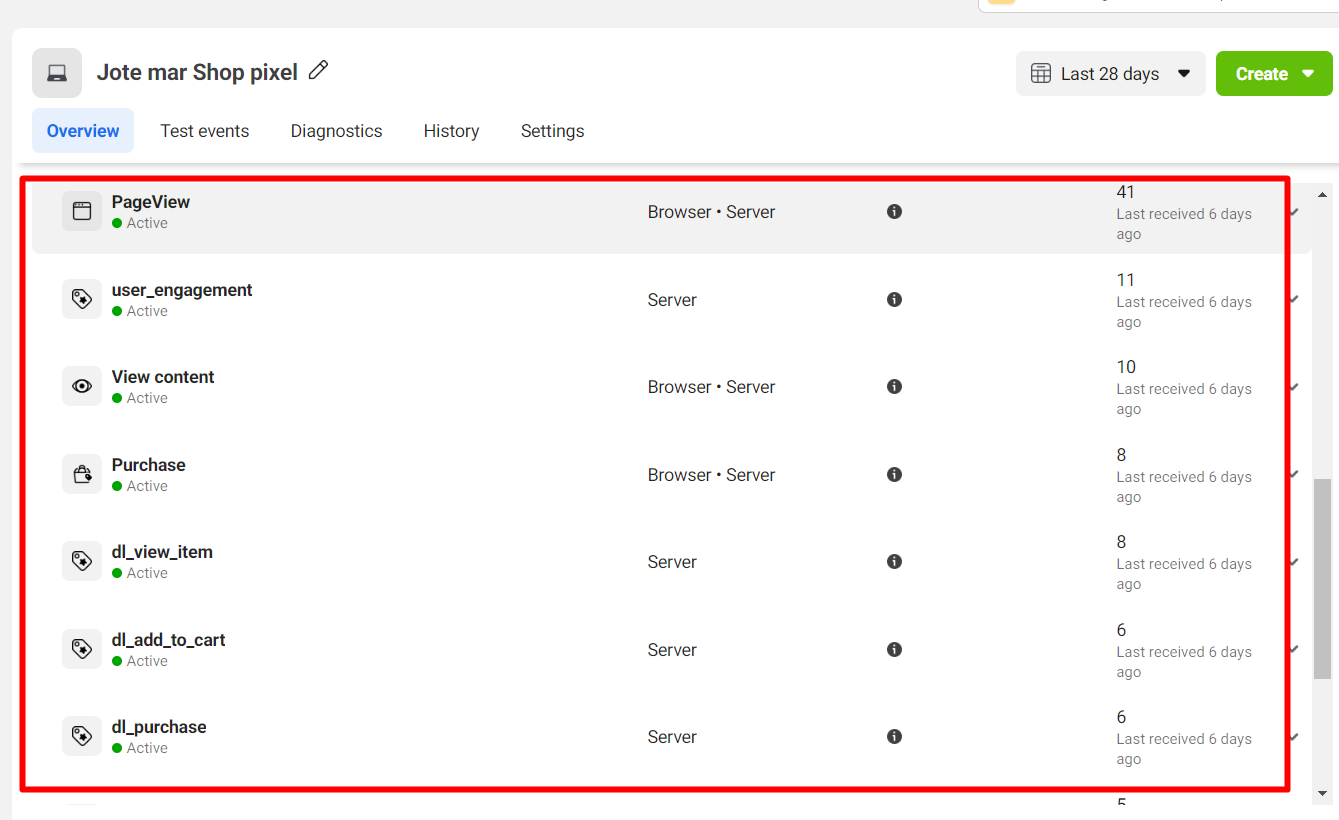 Jote mar Shop pixel
Last 28 days
Create
Overview
Test events
Diagnostics
History
Settings
PageView
Active
Browser • Server
41
Last received 6 days
ago
user_engagement
Active
Server
11
Last received 6 days
ago
View content
Active
Browser • Server
10
Last received 6 days
ago
Purchase
Active
Browser • Server
8
Last received 6 days
ago
dl_view_item
Active
Server
8
Last received 6 days
ago
dl_add_to_cart
Active
Server
6
Last received 6 days
ago
dl_purchase
Active
Server
6
Last received 6 days
ago